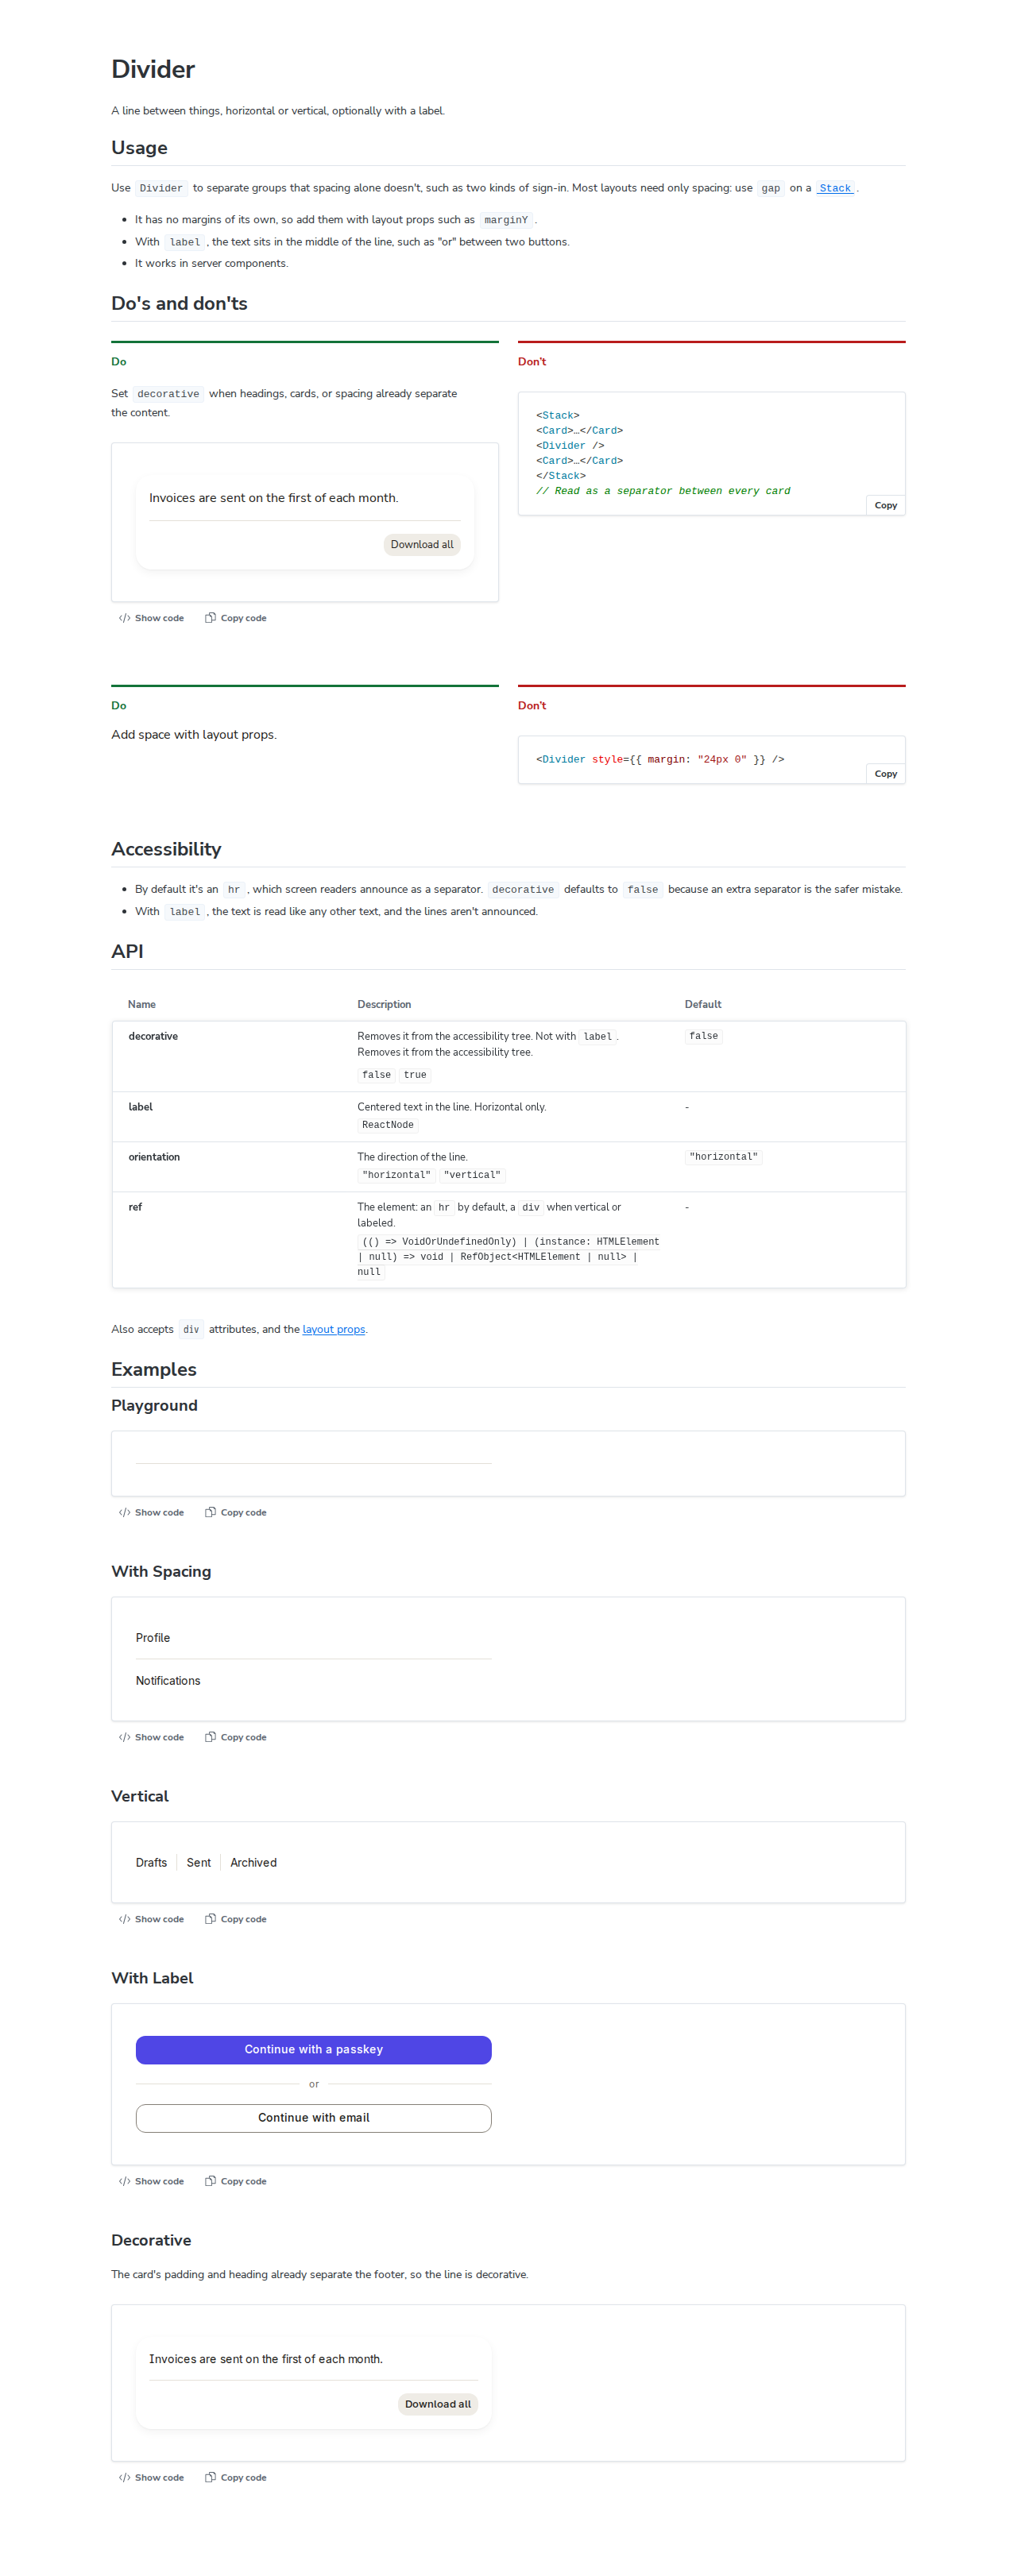 Divider
A line between things, horizontal or vertical, optionally with a label.
Usage
Use Divider to separate groups that spacing alone doesn't, such as two kinds of sign-in. Most layouts need only spacing: use gap on a Stack.
It has no margins of its own, so add them with layout props such as marginY.
With label, the text sits in the middle of the line, such as "or" between two buttons.
It works in server components.
Do's and don'ts
Do
Set decorative when headings, cards, or spacing already separate
the content.
Invoices are sent on the first of each month.
Download all
Show code Copy code
Don't
<Stack>
<Card>…</Card>
<Divider />
<Card>…</Card>
</Stack>
// Read as a separator between every card
Copy
Do
Add space with layout props.
Don't
<Divider style={{ margin: "24px 0" }} />
Copy
Accessibility
By default it's an hr, which screen readers announce as a separator. decorative defaults to false because an extra separator is the safer mistake.
With label, the text is read like any other text, and the lines aren't announced.
API
Name Description Default
decorative Removes it from the accessibility tree. Not with label. false
Removes it from the accessibility tree.
false true
label Centered text in the line. Horizontal only. -
ReactNode
orientation The direction of the line. "horizontal"
"horizontal" "vertical"
ref The element: an hr by default, a div when vertical or -
labeled.
(() => VoidOrUndefinedOnly) | (instance: HTMLElement
| null) => void | RefObject<HTMLElement | null> |
null
Also accepts div attributes, and the layout props.
Examples
Playground
Show code Copy code
With Spacing
Profile
Notifications
Show code Copy code
Vertical
Drafts Sent Archived
Show code Copy code
With Label
Continue with a passkey
or
Continue with email
Show code Copy code
Decorative
The card's padding and heading already separate the footer, so the line is decorative.
Invoices are sent on the first of each month.
Download all
Show code Copy code